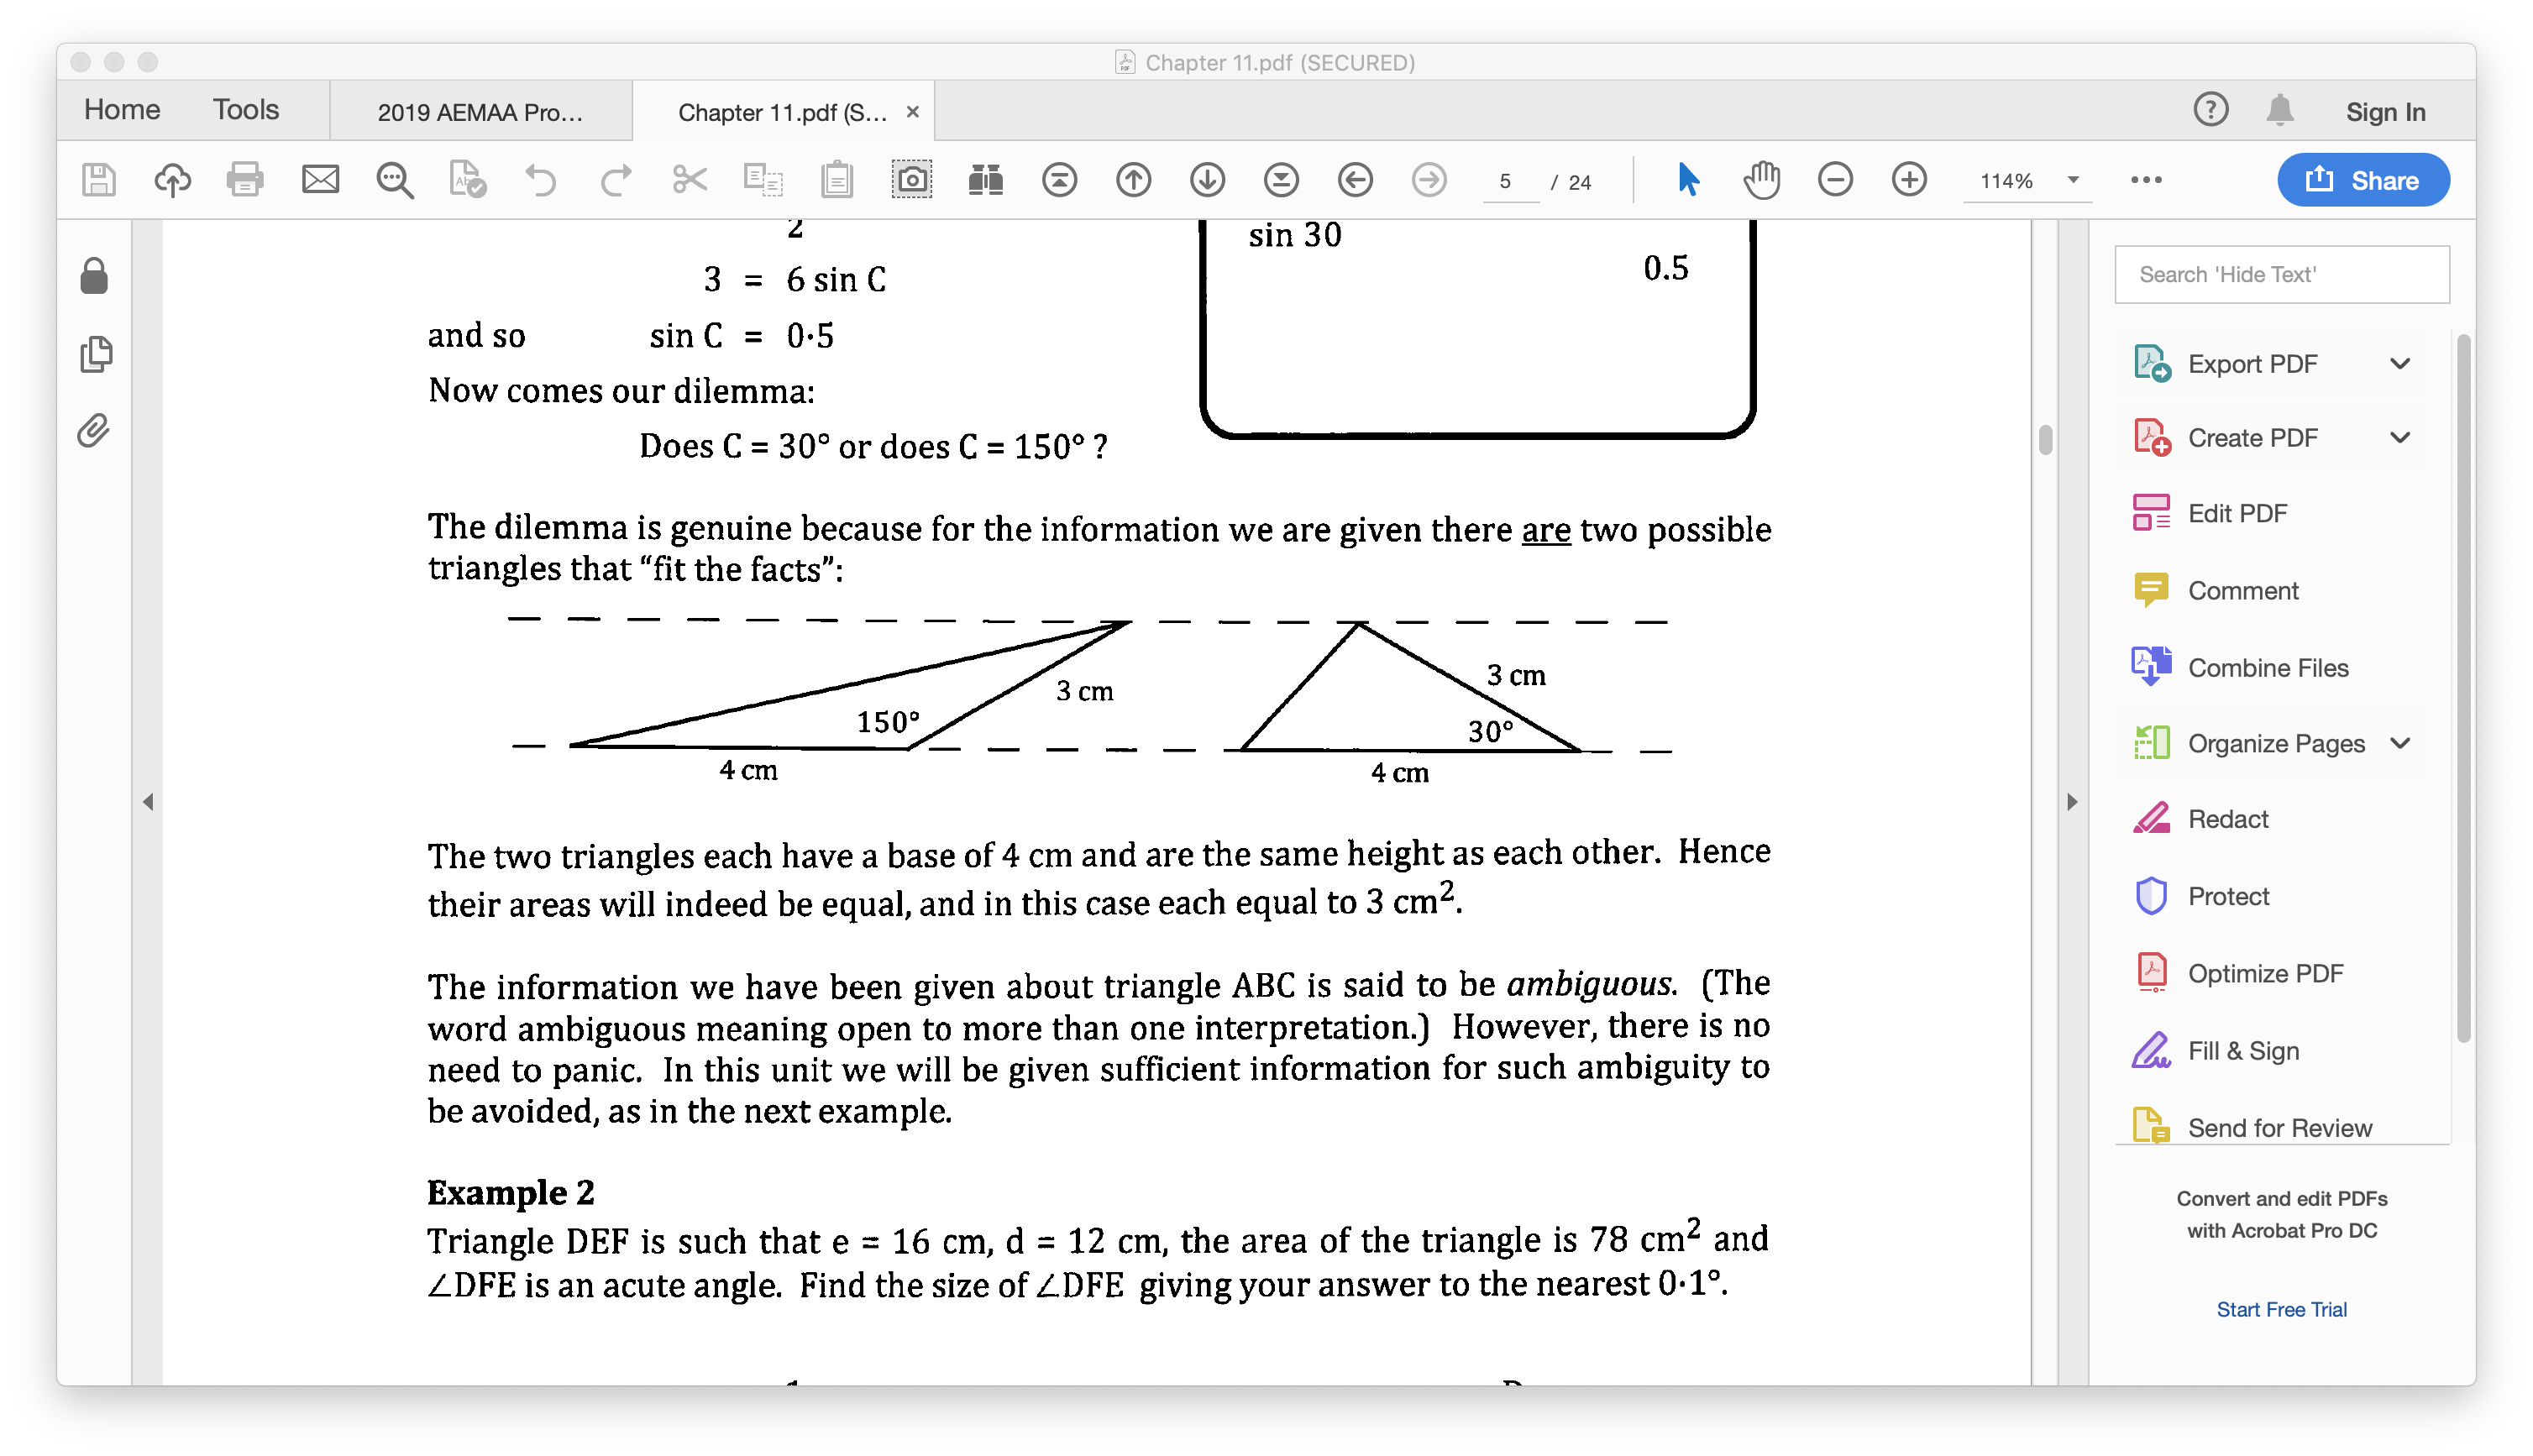 Chapter 11.pdf (SECURED)
Home Tools 2019 AEMAA Pro... Chapter 11.pdf (S... × Sign In
5 / 24 114% Share
2
3 = 6 sin C
and so sin C = 0·5
Now comes our dilemma:
Does C = 30° or does C = 150° ?
sin 30
0.5
The dilemma is genuine because for the information we are given there are two possible
triangles that “fit the facts”:
150° 3 cm
4 cm
3 cm
30°
4 cm
The two triangles each have a base of 4 cm and are the same height as each other. Hence
their areas will indeed be equal, and in this case each equal to 3 cm².
The information we have been given about triangle ABC is said to be ambiguous. (The
word ambiguous meaning open to more than one interpretation.) However, there is no
need to panic. In this unit we will be given sufficient information for such ambiguity to
be avoided, as in the next example.
Example 2
Triangle DEF is such that e = 16 cm, d = 12 cm, the area of the triangle is 78 cm² and
∠DFE is an acute angle. Find the size of ∠DFE giving your answer to the nearest 0·1°.
Search 'Hide Text'
Export PDF
Create PDF
Edit PDF
Comment
Combine Files
Organize Pages
Redact
Protect
Optimize PDF
Fill & Sign
Send for Review
Convert and edit PDFs
with Acrobat Pro DC
Start Free Trial